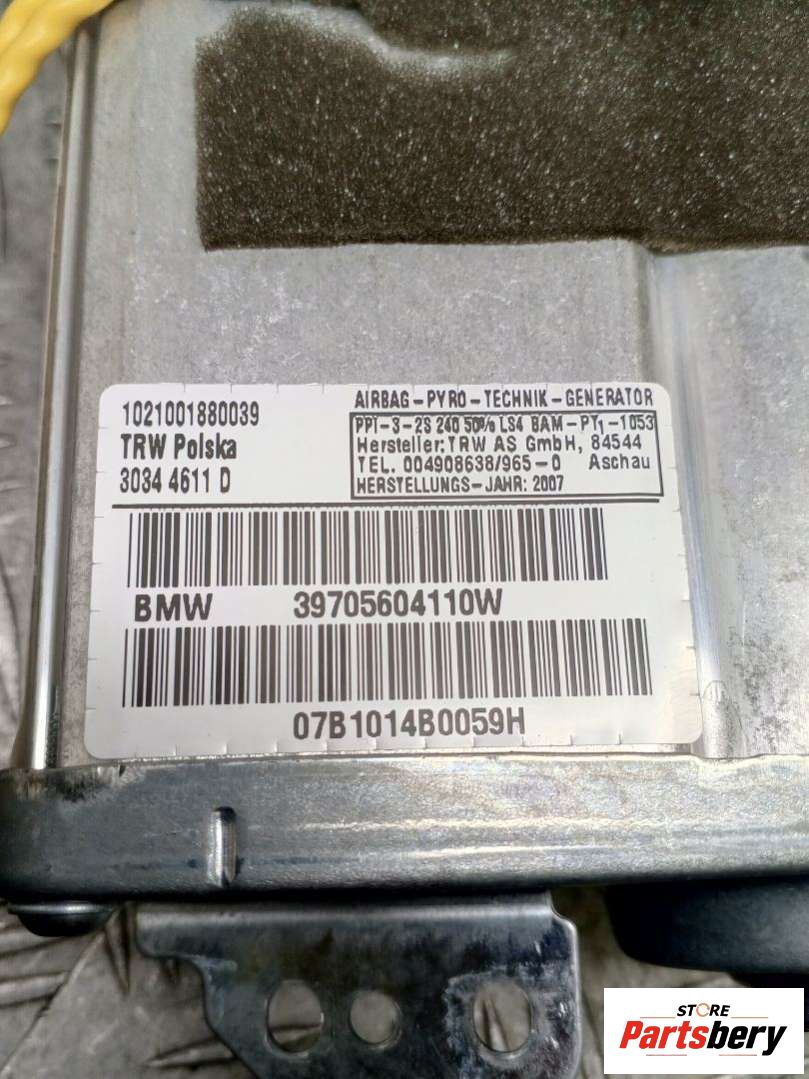 1021001880039
TRW Polska
3034 4611 D
AIRBAG-PYRO-TECHNIK-GENERATOR
PPT-3-2S 240 50% LS4 BAM-PT1-1053
Hersteller: TRW AS GmbH, 84544
TEL. 004908638/965-0 Aschau
HERSTELLUNGS-JAHR: 2007
BMW 39705604110W
07B1014B0059H
STORE
Partsbery